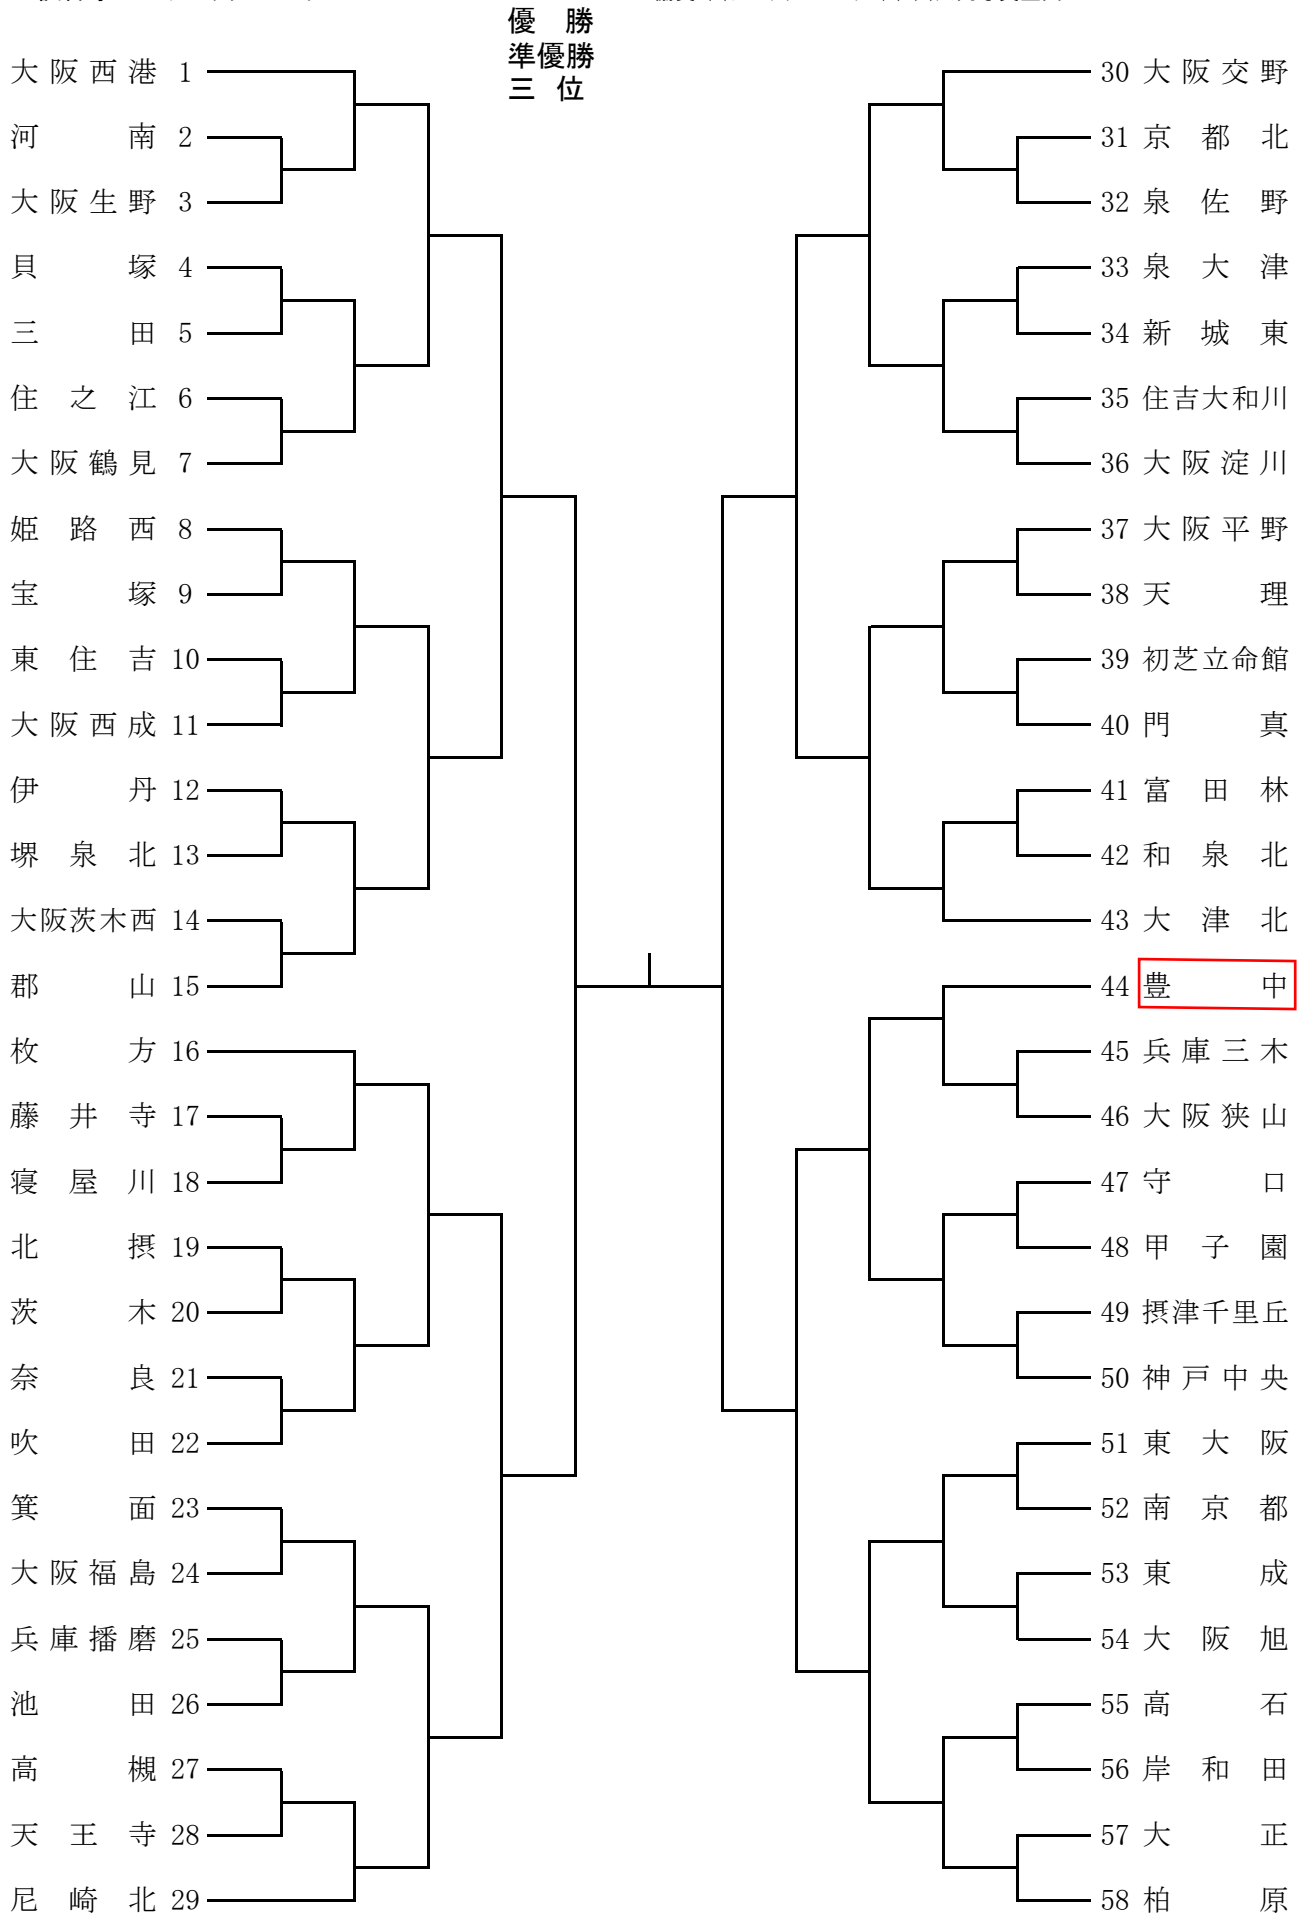 優 勝
準優勝
三 位
大阪西港 1
河南 2
大阪生野 3
貝塚 4
三田 5
住之江 6
大阪鶴見 7
姫路西 8
宝塚 9
東住吉 10
大阪西成 11
伊丹 12
堺泉北 13
大阪茨木西 14
郡山 15
枚方 16
藤井寺 17
寝屋川 18
北摂 19
茨木 20
奈良 21
吹田 22
箕面 23
大阪福島 24
兵庫播磨 25
池田 26
高槻 27
天王寺 28
尼崎北 29
30 大阪交野
31 京都北
32 泉佐野
33 泉大津
34 新城東
35 住吉大和川
36 大阪淀川
37 大阪平野
38 天理
39 初芝立命館
40 門真
41 富田林
42 和泉北
43 大津北
44 豊中
45 兵庫三木
46 大阪狭山
47 守口
48 甲子園
49 摂津千里丘
50 神戸中央
51 東大阪
52 南京都
53 東成
54 大阪旭
55 高石
56 岸和田
57 大正
58 柏原